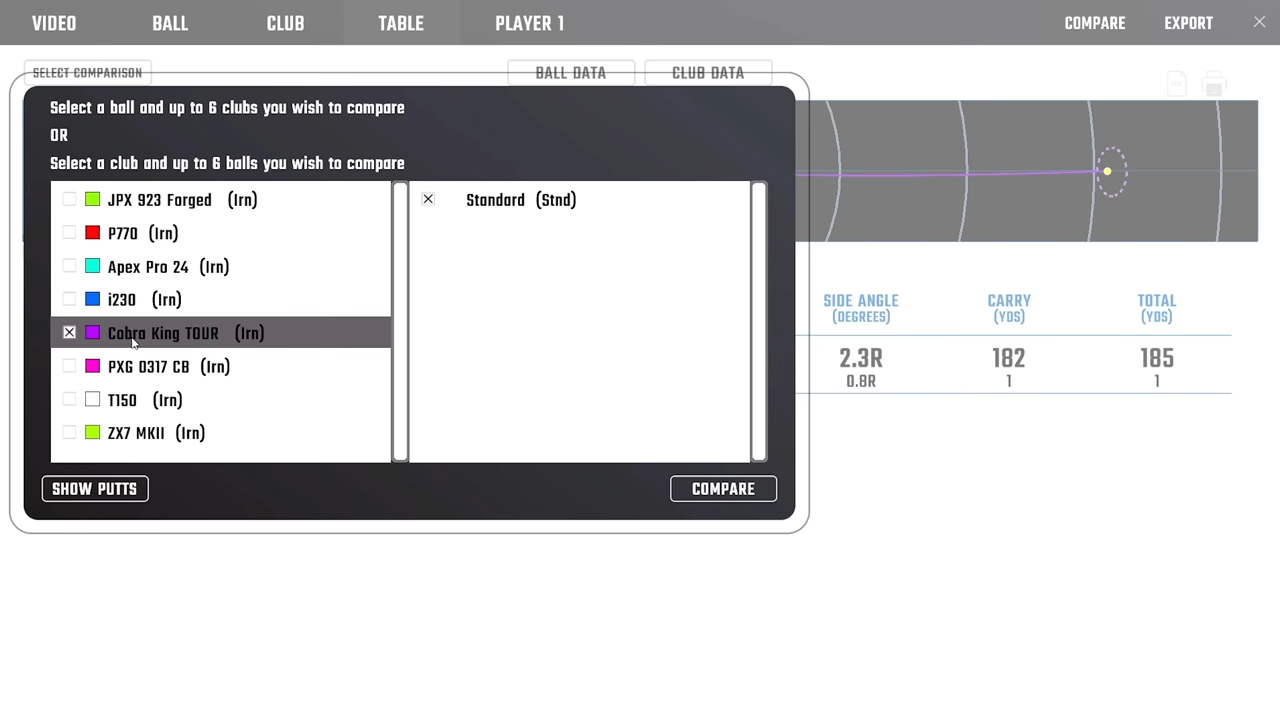 VIDEO BALL CLUB TABLE PLAYER 1 COMPARE EXPORT
SELECT COMPARISON BALL DATA CLUB DATA
Select a ball and up to 6 clubs you wish to compare
OR
Select a club and up to 6 balls you wish to compare
JPX 923 Forged (Irn)
P770 (Irn)
Apex Pro 24 (Irn)
i230 (Irn)
Cobra King TOUR (Irn)
PXG 0317 CB (Irn)
T150 (Irn)
ZX7 MKII (Irn)
Standard (Stnd)
SHOW PUTTS COMPARE
SIDE ANGLE CARRY TOTAL
(DEGREES) (YDS) (YDS)
2.3R 182 185
0.8R 1 1